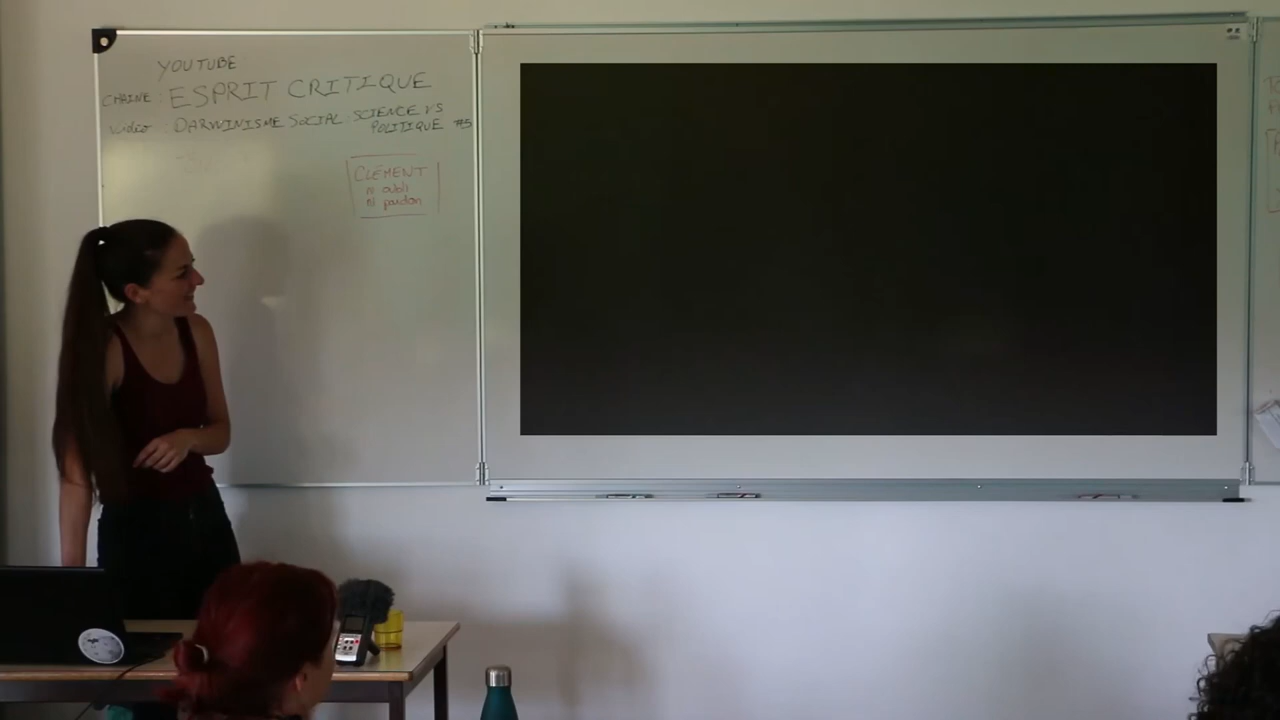 YOUTUBE
CHAINE : ESPRIT CRITIQUE
Vidéo DARWINISME SOCIAL : SCIENCE VS
POLITIQUE #5
CLÉMENT
NI oubli
NI pardon